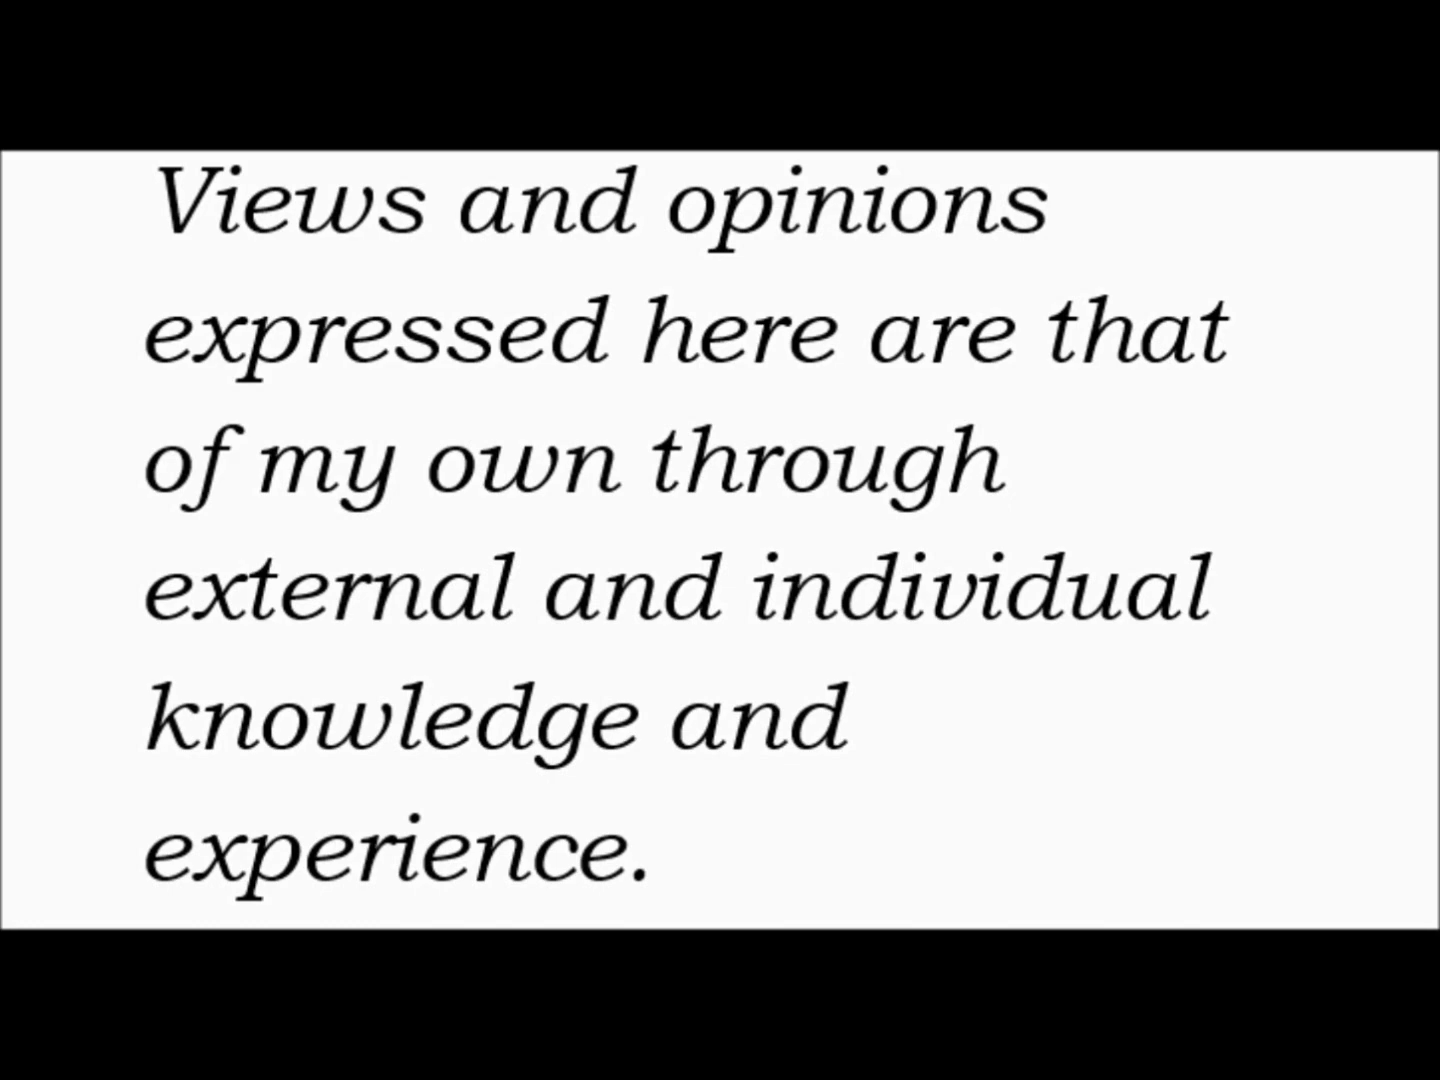 Views and opinions
expressed here are that
of my own through
external and individual
knowledge and
experience.